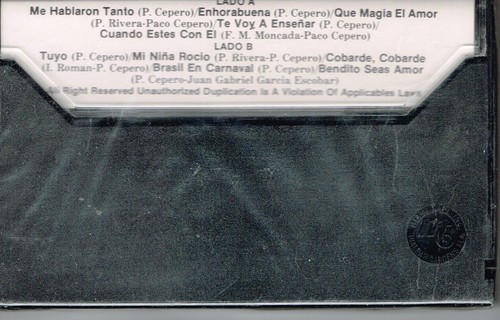 LADO A
Me Hablaron Tanto (P. Cepero)/Enhorabuena (P. Cepero)/Que Magia El Amor
(P. Rivera-Paco Cepero)/Te Voy A Enseñar (P. Cepero)/
Cuando Estes Con El (F. M. Moncada-Paco Cepero)
LADO B
Tuyo (P. Cepero)/Mi Niña Rocio (P. Rivera-P. Cepero)/Cobarde, Cobarde
(I. Roman-P. Cepero)/Brasil En Carnaval (P. Cepero)/Bendito Seas Amor
(P. Cepero-Juan Gabriel Garcia Escobar)
All Right Reserved Unauthorized Duplication Is A Violation Of Applicables Laws